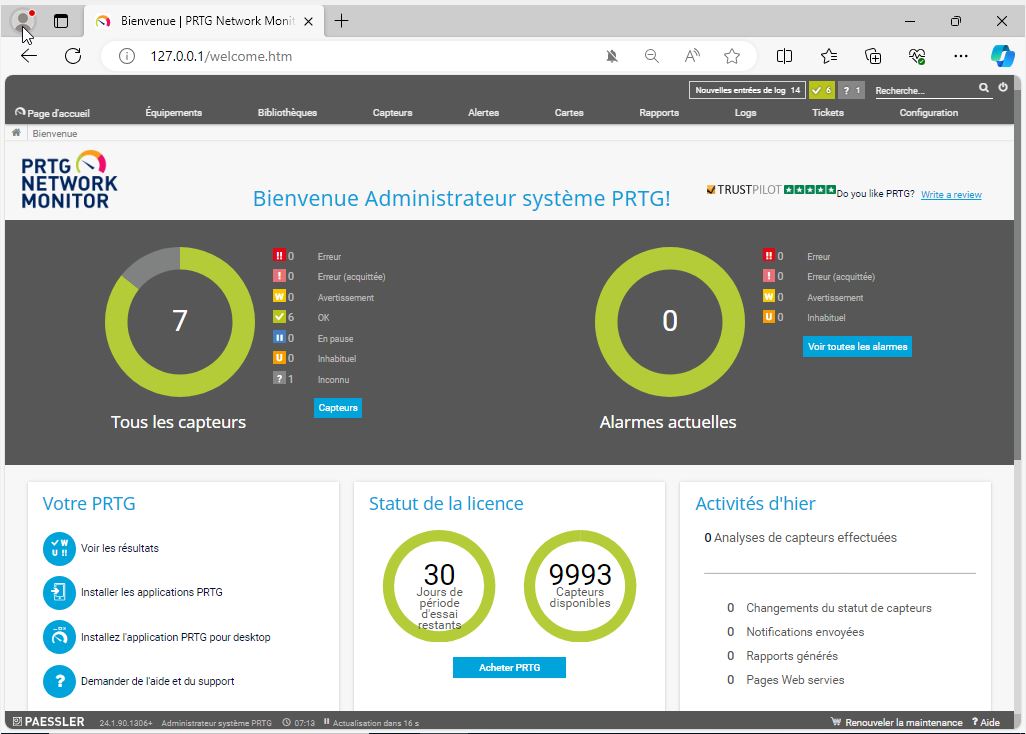 Bienvenue | PRTG Network Monit
127.0.0.1/welcome.htm
Nouvelles entrées de log 14 6 ? 1 Recherche...
Page d'accueil Équipements Bibliothèques Capteurs Alertes Cartes Rapports Logs Tickets Configuration
Bienvenue
PRTG
NETWORK
MONITOR
Bienvenue Administrateur système PRTG!
TRUSTPILOT Do you like PRTG? Write a review
7
!! 0 Erreur
! 0 Erreur (acquittée)
W 0 Avertissement
6 OK
0 En pause
U 0 Inhabituel
? 1 Inconnu
Capteurs
Tous les capteurs
0
!! 0 Erreur
! 0 Erreur (acquittée)
W 0 Avertissement
U 0 Inhabituel
Voir toutes les alarmes
Alarmes actuelles
Votre PRTG
Voir les résultats
Installer les applications PRTG
Installez l'application PRTG pour desktop
? Demander de l'aide et du support
Statut de la licence
30
Jours de
période
d'essai
restants
9993
Capteurs
disponibles
Acheter PRTG
Activités d'hier
0 Analyses de capteurs effectuées
0 Changements du statut de capteurs
0 Notifications envoyées
0 Rapports générés
0 Pages Web servies
PAESSLER 24.1.90.1306+ Administrateur système PRTG 07:13 Actualisation dans 16 s Renouveler la maintenance ? Aide